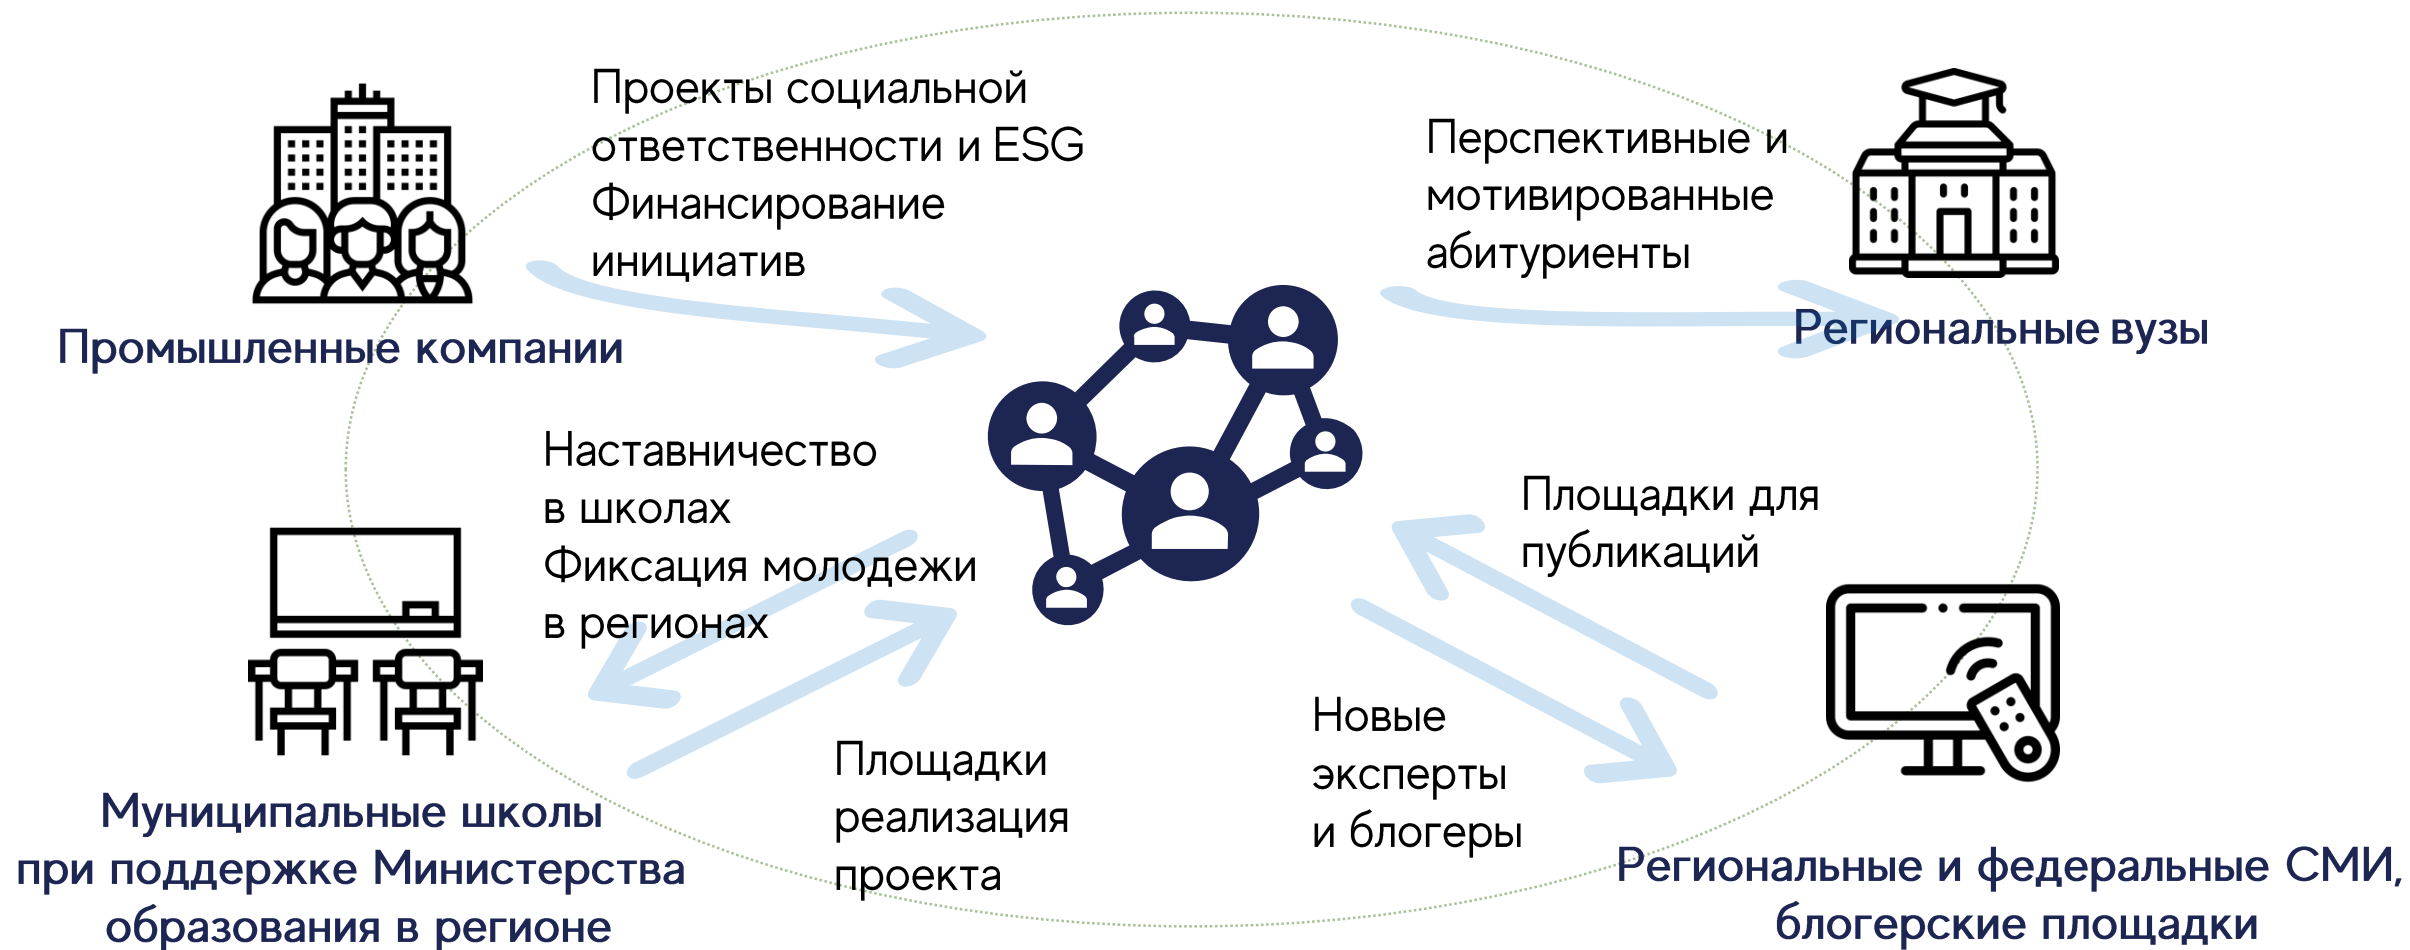 Проекты социальной
ответственности и ESG
Финансирование
инициатив
Промышленные компании
Перспективные и
мотивированные
абитуриенты
Региональные вузы
Наставничество
в школах
Фиксация молодежи
в регионах
Площадки для
публикаций
Площадки
реализация
проекта
Новые
эксперты
и блогеры
Муниципальные школы
при поддержке Министерства
образования в регионе
Региональные и федеральные СМИ,
блогерские площадки